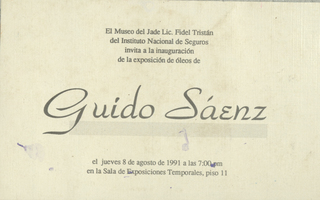 El Museo del Jade Lic. Fidel Tristán
del Instituto Nacional de Seguros
invita a la inauguración
de la exposición de óleos de
Guido Sáenz
el jueves 8 de agosto de 1991 a las 7:00 pm
en la Sala de Exposiciones Temporales, piso 11